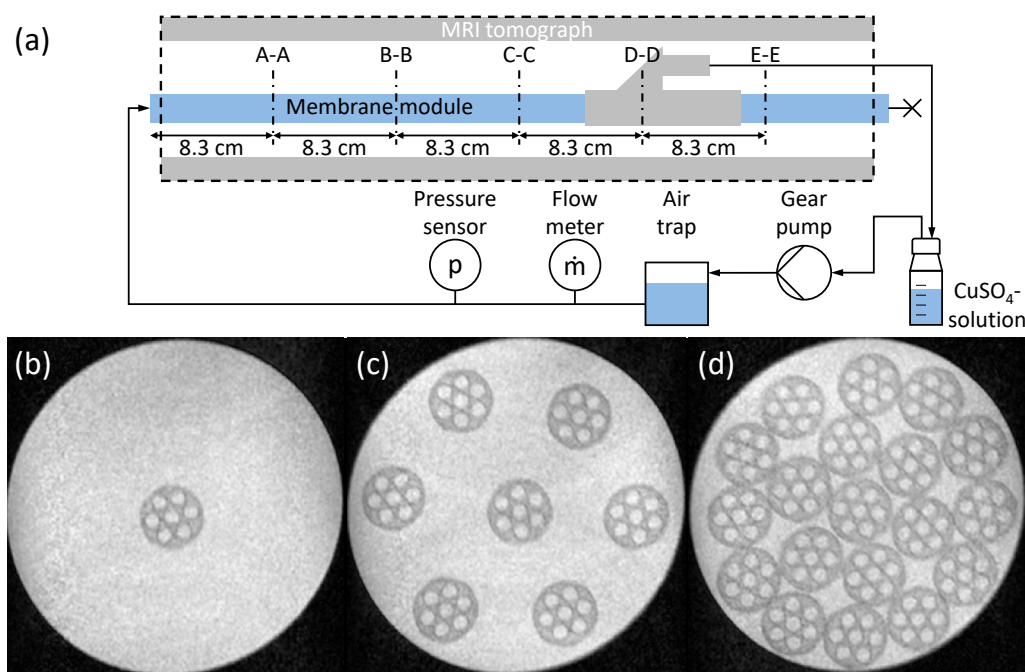 (a)
MRI tomograph
A-A B-B C-C D-D E-E
Membrane module
8.3 cm 8.3 cm 8.3 cm 8.3 cm 8.3 cm
Pressure sensor
Flow meter
Air trap
Gear pump
p
ṁ
CuSO₄-
solution
(b)
(c)
(d)